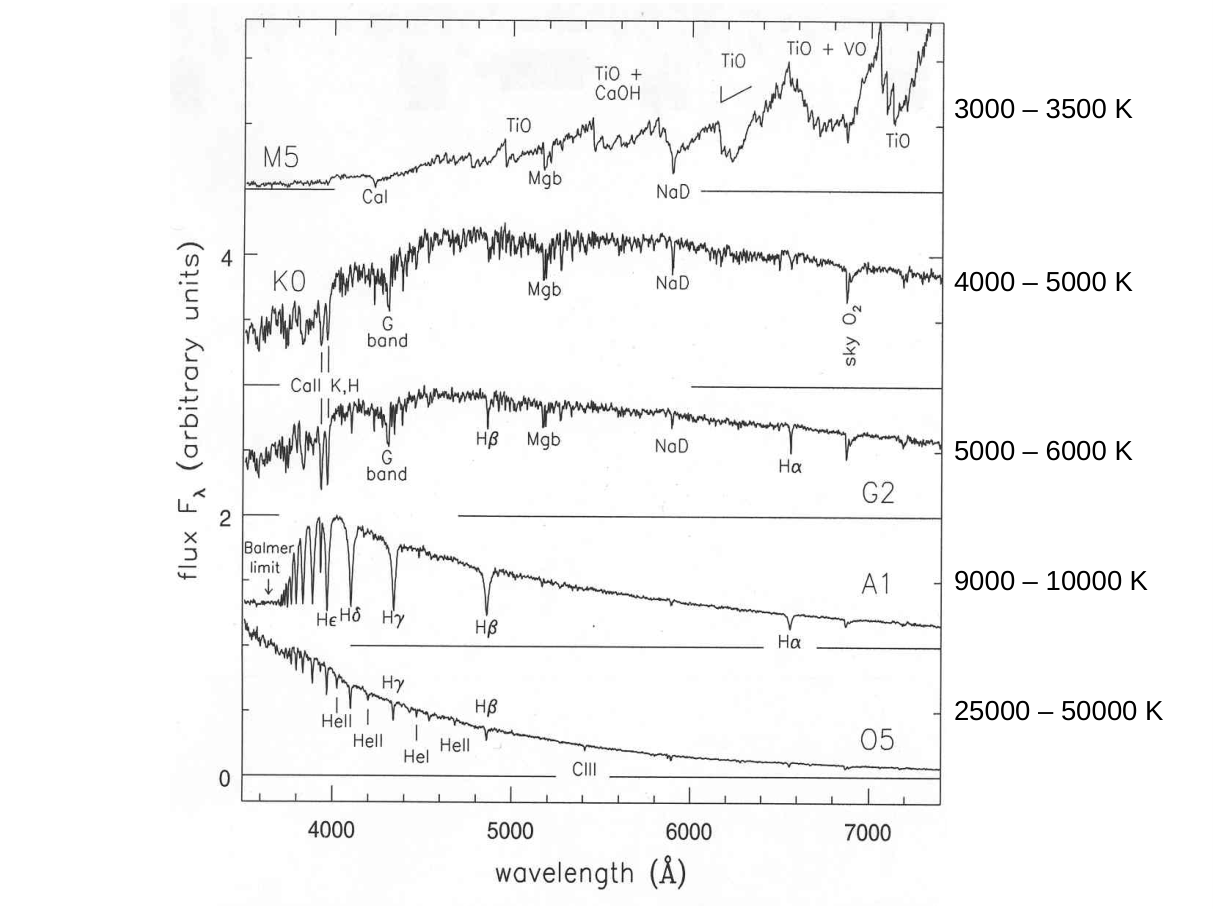 TiO + VO
TiO
TiO +
CaOH
TiO
TiO
3000 – 3500 K
M5
Mgb
NaD
CaI
4
K0
Mgb
NaD
4000 – 5000 K
G
band
sky O₂
CaII K,H
Hβ
Mgb
NaD
Hα
G
band
5000 – 6000 K
G2
2
Balmer
limit
A1
9000 – 10000 K
Hϵ
Hδ
Hγ
Hβ
Hα
Hγ
Hβ
HeII
HeII
HeI
HeII
CIII
O5
25000 – 50000 K
0
4000
5000
6000
7000
wavelength (Å)
flux Fλ (arbitrary units)